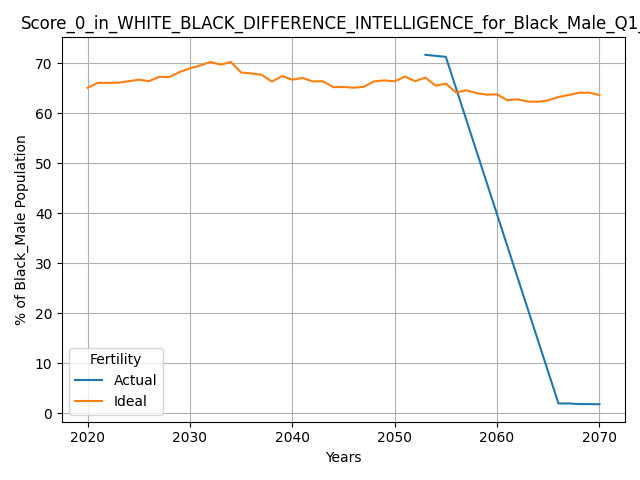 Score_0_in_WHITE_BLACK_DIFFERENCE_INTELLIGENCE_for_Black_Male_Q1_
% of Black_Male Population
70
60
50
40
30
20
10
0
Fertility
Actual
Ideal
2020 2030 2040 2050 2060 2070
Years